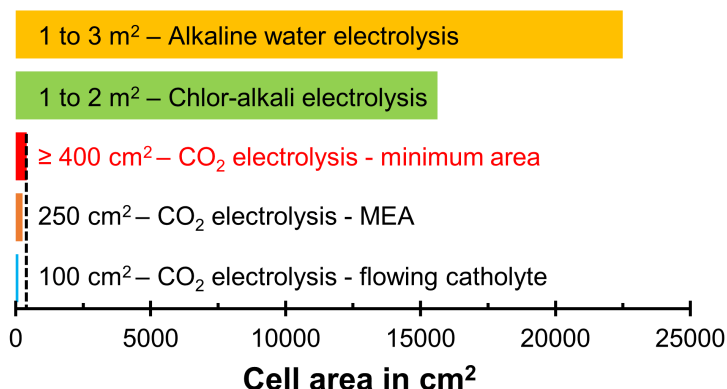 1 to 3 m² – Alkaline water electrolysis
1 to 2 m² – Chlor-alkali electrolysis
≥ 400 cm² – CO₂ electrolysis - minimum area
250 cm² – CO₂ electrolysis - MEA
100 cm² – CO₂ electrolysis - flowing catholyte
0 5000 10000 15000 20000 25000
Cell area in cm²